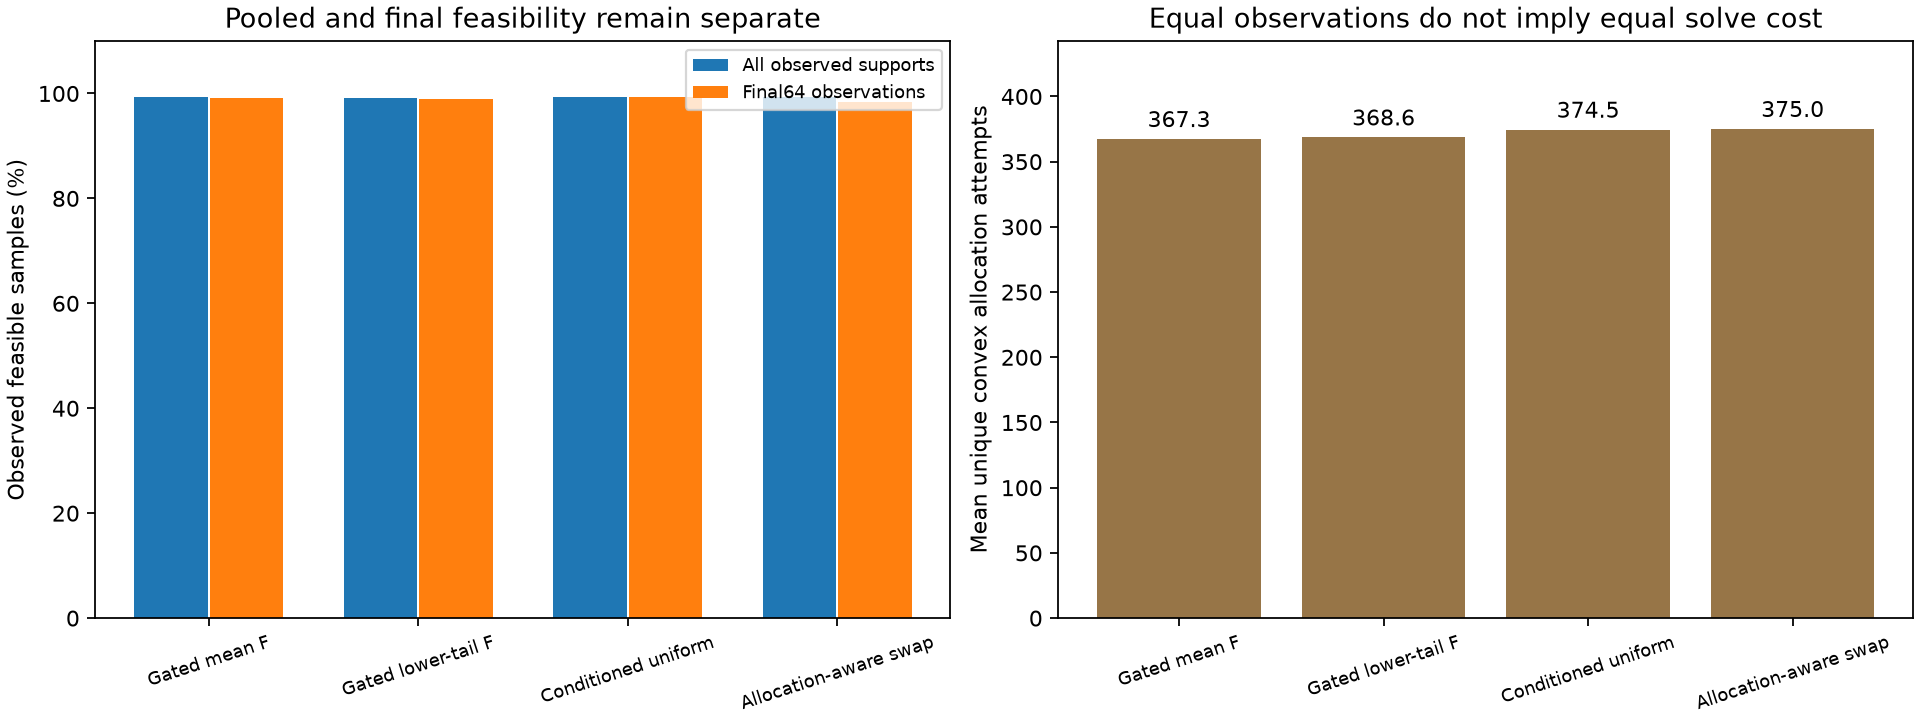 Pooled and final feasibility remain separate
Observed feasible samples (%)
100
80
60
40
20
0
All observed supports
Final64 observations
Gated mean F
Gated lower-tail F
Conditioned uniform
Allocation-aware swap
Equal observations do not imply equal solve cost
Mean unique convex allocation attempts
400
350
300
250
200
150
100
50
0
367.3
368.6
374.5
375.0
Gated mean F
Gated lower-tail F
Conditioned uniform
Allocation-aware swap